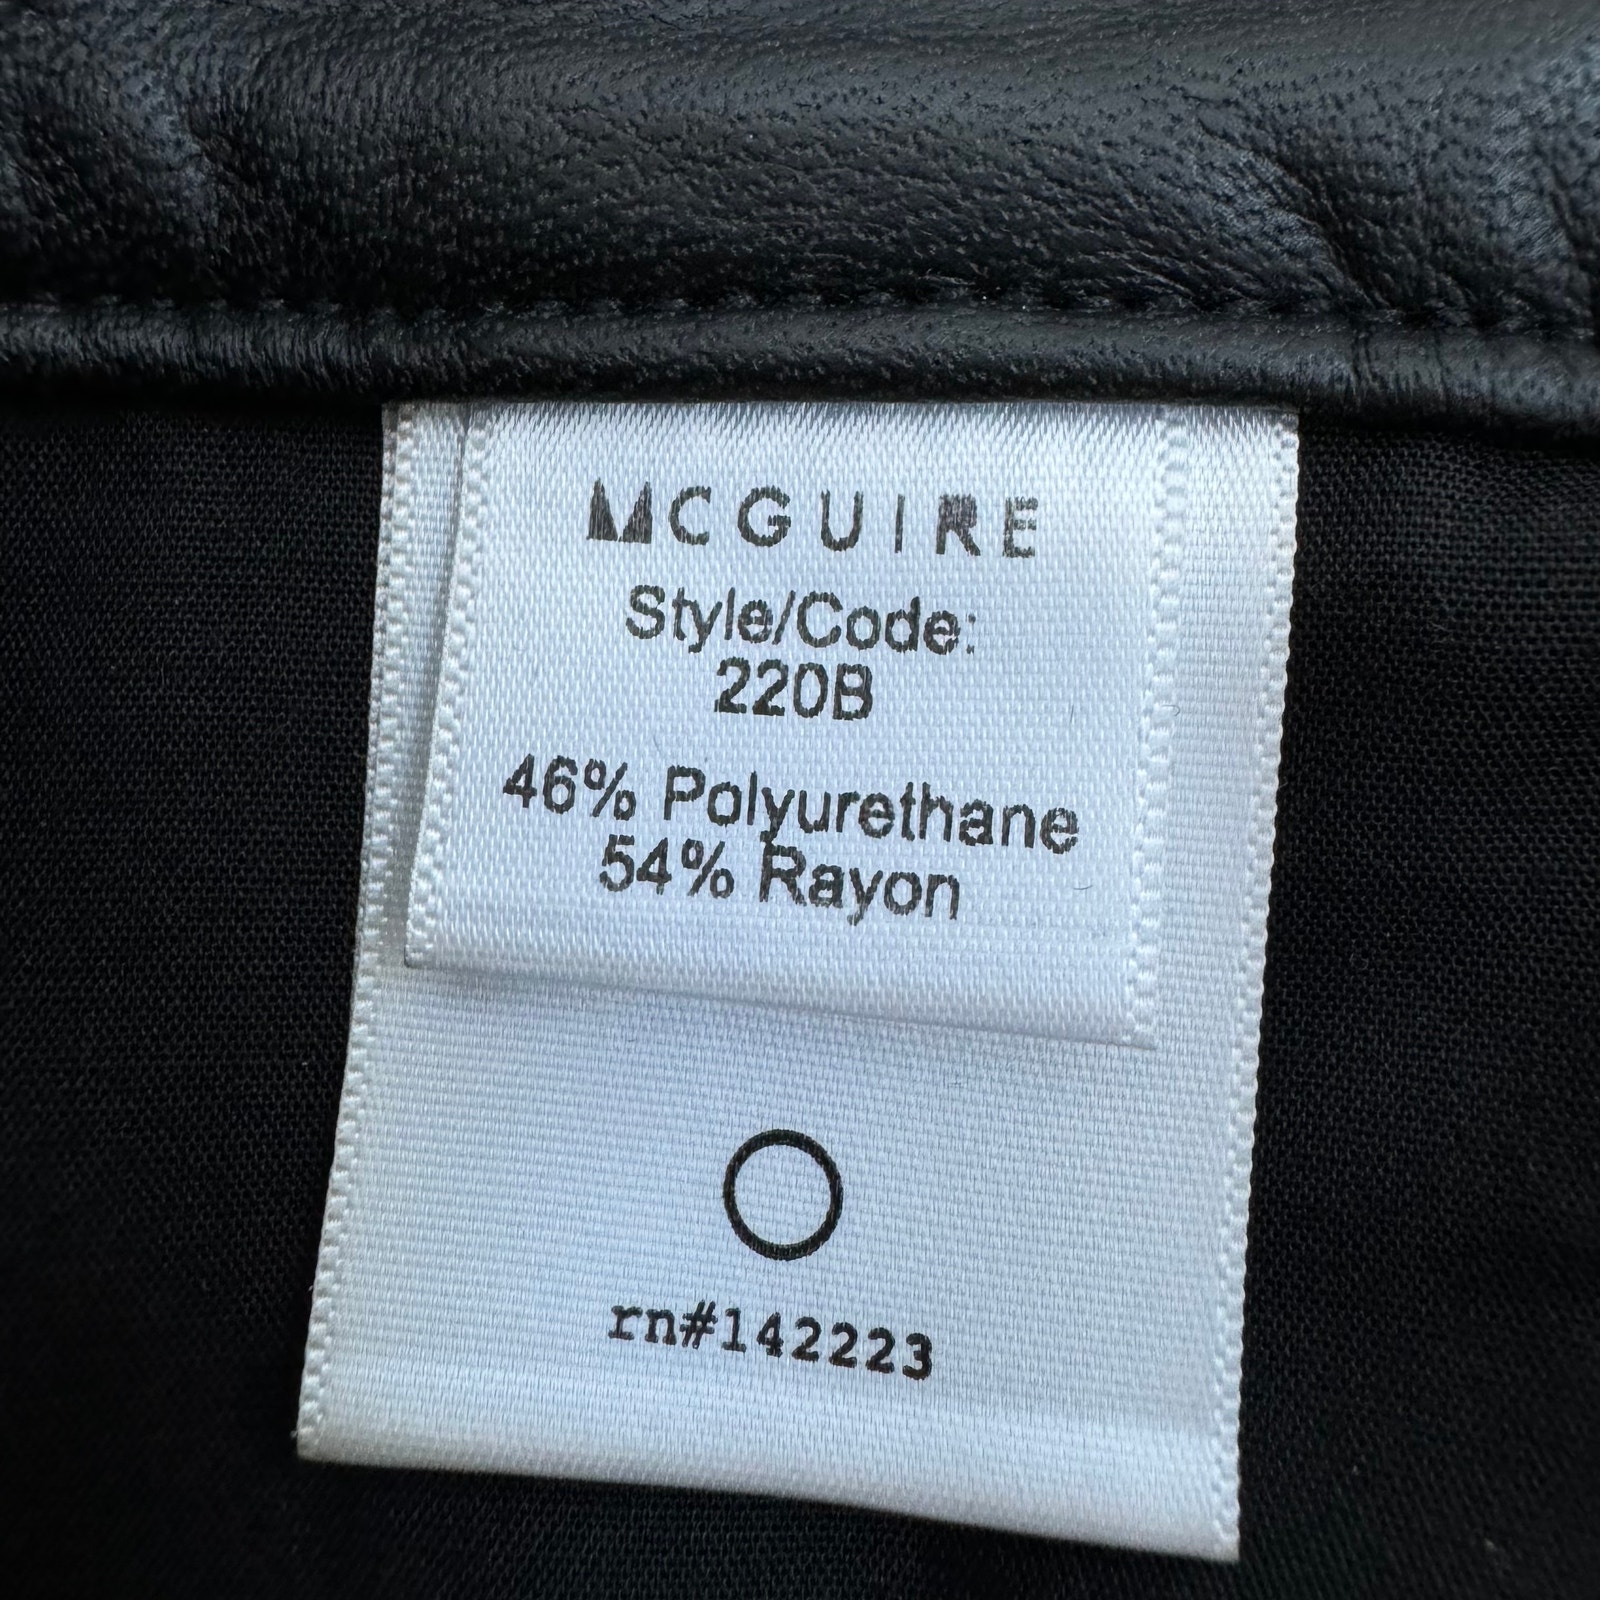 MCGUIRE
Style/Code:
220B
46% Polyurethane
54% Rayon
rn#142223